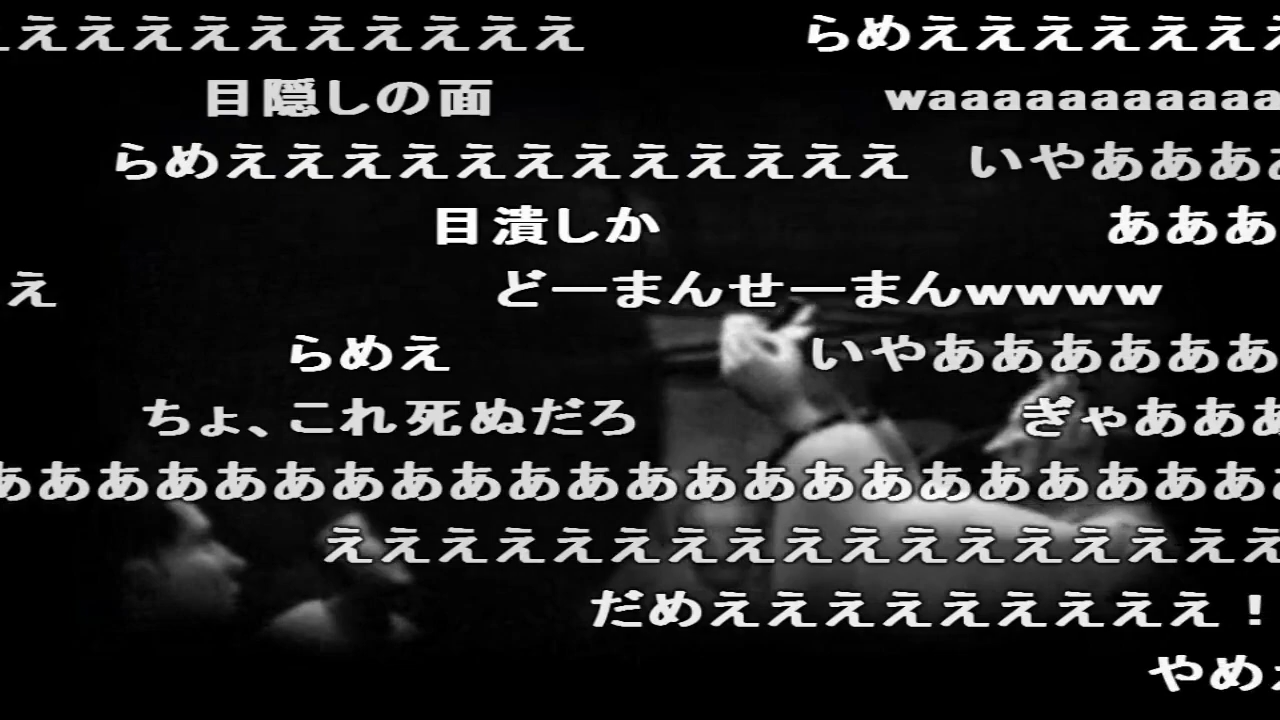 えええええええええええ らめえええええええ
目隠しの面 waaaaaaaaaaaa
らめええええええええええええ いやああああ
目潰しか あああ
え どーまんせーまんwwww
らめえ いやああああああ
ちょ、これ死ぬだろ ぎゃあああ
ああああああああああああああああああああああ
えええええええええええええええええ
だめえええええええええ！
やめえ